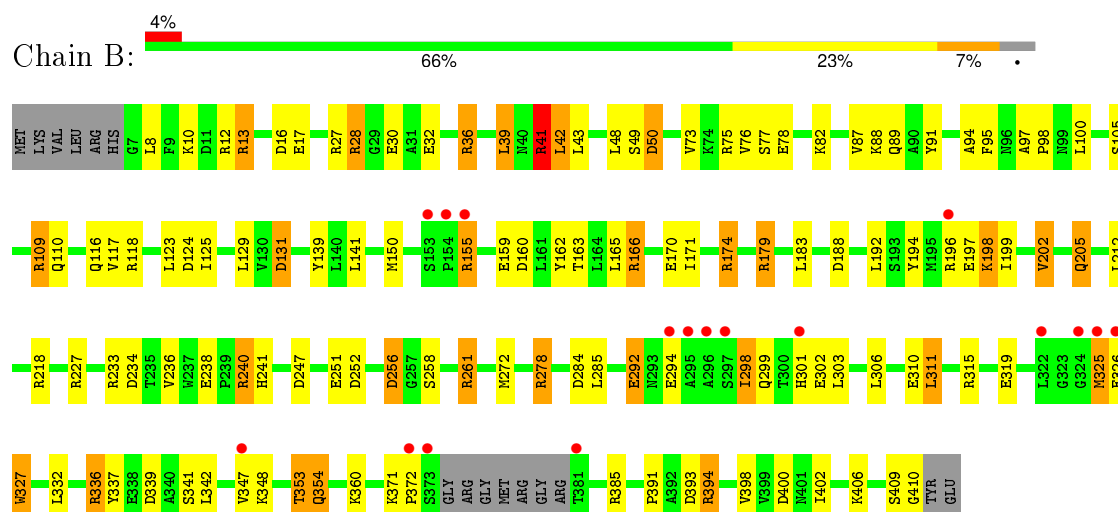 4%
Chain B:
66% 23% 7% •
MET LYS VAL LEU ARG HIS G7 L8 F9 K10 D11 R12 R13 D16 E17 R27 R28 G29 E30 A31 E32 R36 L39 N40 R41 L42 L43 L48 S49 D50 V73 K74 R75 V76 S77 E78 K82 V87 K88 Q89 A90 Y91 A94 F95 N96 A97 P98 N99 L100 S105
R109 Q110 Q116 V117 R118 L123 D124 I125 L129 V130 D131 Y139 L140 L141 M150 S153 P154 R155 E159 D160 L161 Y162 T163 L164 L165 R166 E170 I171 R174 R179 L183 D188 L192 S193 Y194 M195 R196 E197 K198 I199 V202 Q205 L212
R218 R227 R233 D234 T235 V236 W237 E238 P239 R240 H241 D247 E251 D252 D256 G257 S258 R261 M272 R278 D284 L285 E292 N293 E294 A295 A296 S297 I298 Q299 T300 H301 E302 L303 L306 E310 L311 R315 E319 L322 G323 G324 M325
W327 L332 R336 Y337 E338 D339 A340 S341 L342 V347 K348 T353 Q354 K360 K371 P372 S373 GLY ARG GLY MET ARG GLY ARG T381 R385 P391 A392 D393 R394 V398 V399 D400 N401 I402 K406 S409 G410 TYR GLU